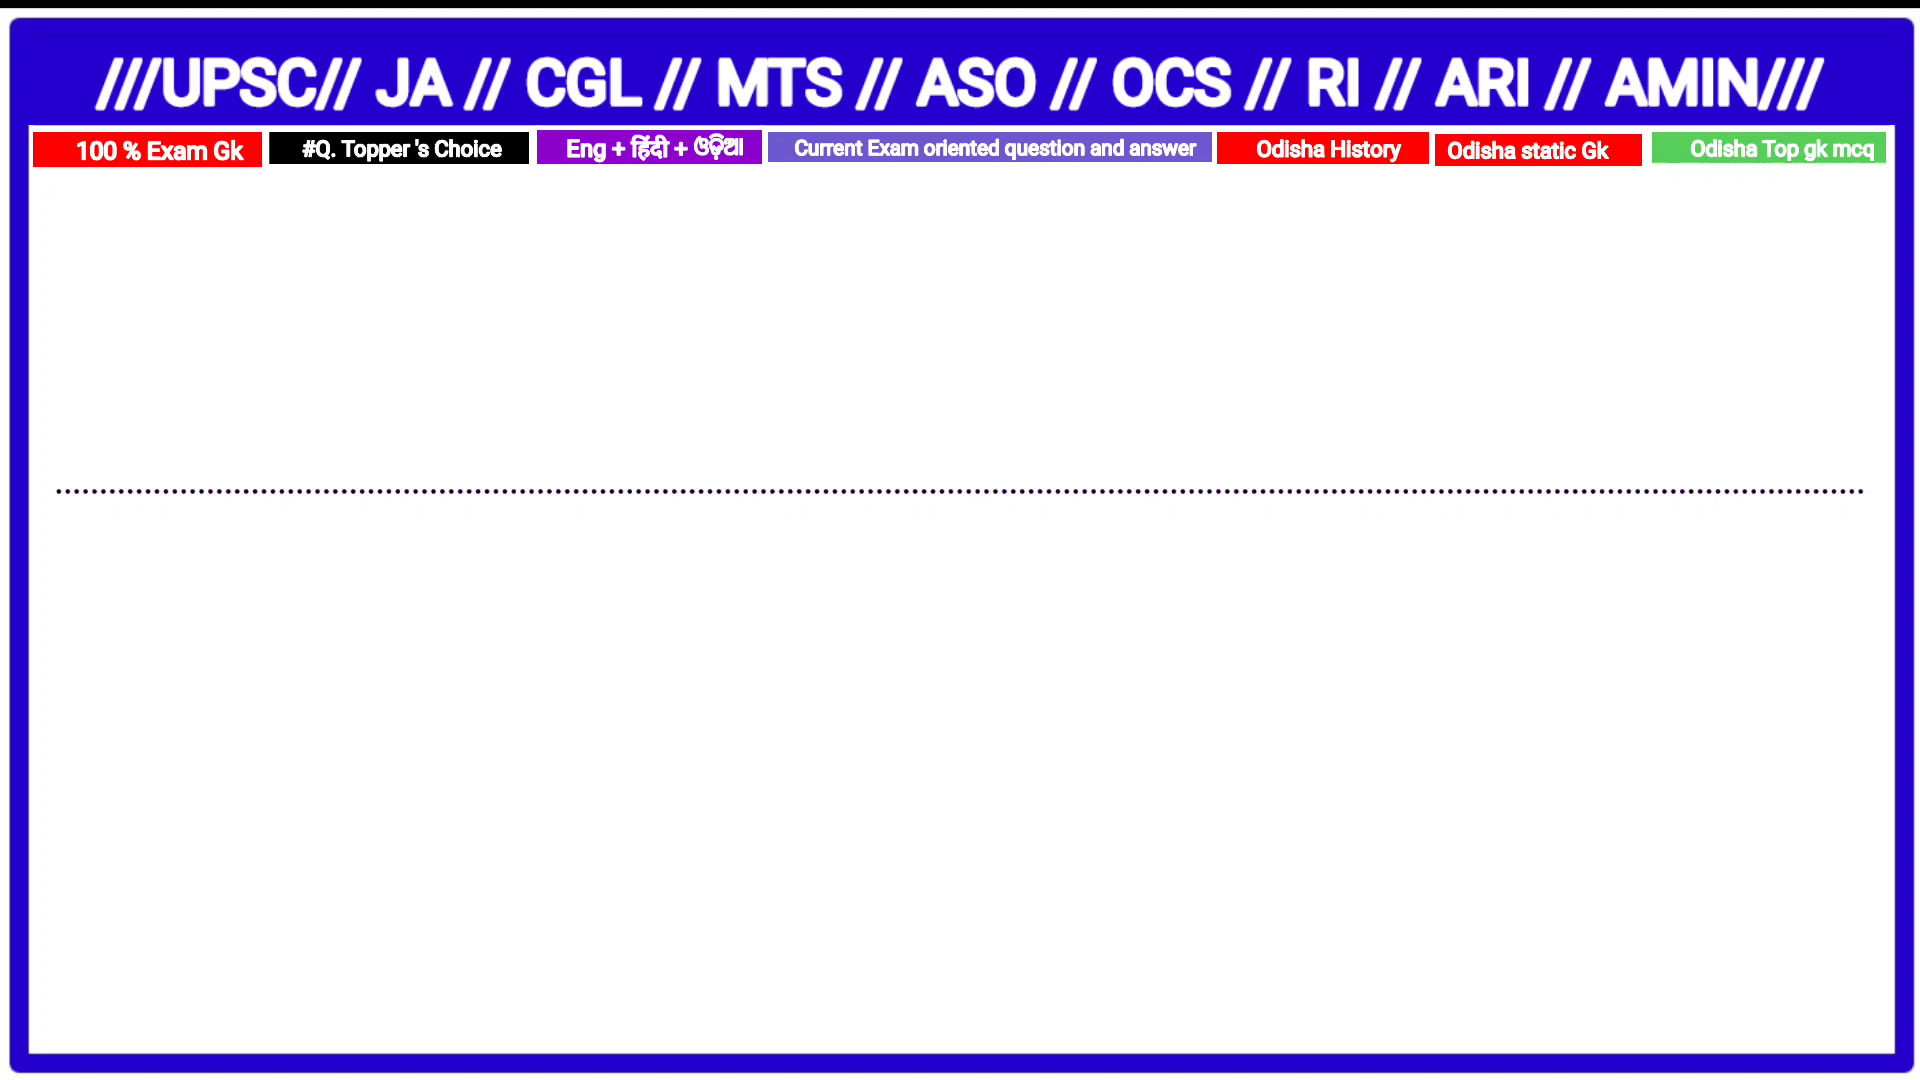 ///UPSC// JA // CGL // MTS // ASO // OCS // RI // ARI // AMIN///
100 % Exam Gk #Q. Topper 's Choice Eng + हिंदी + ଓଡ଼ିଆ Current Exam oriented question and answer Odisha History Odisha static Gk Odisha Top gk mcq